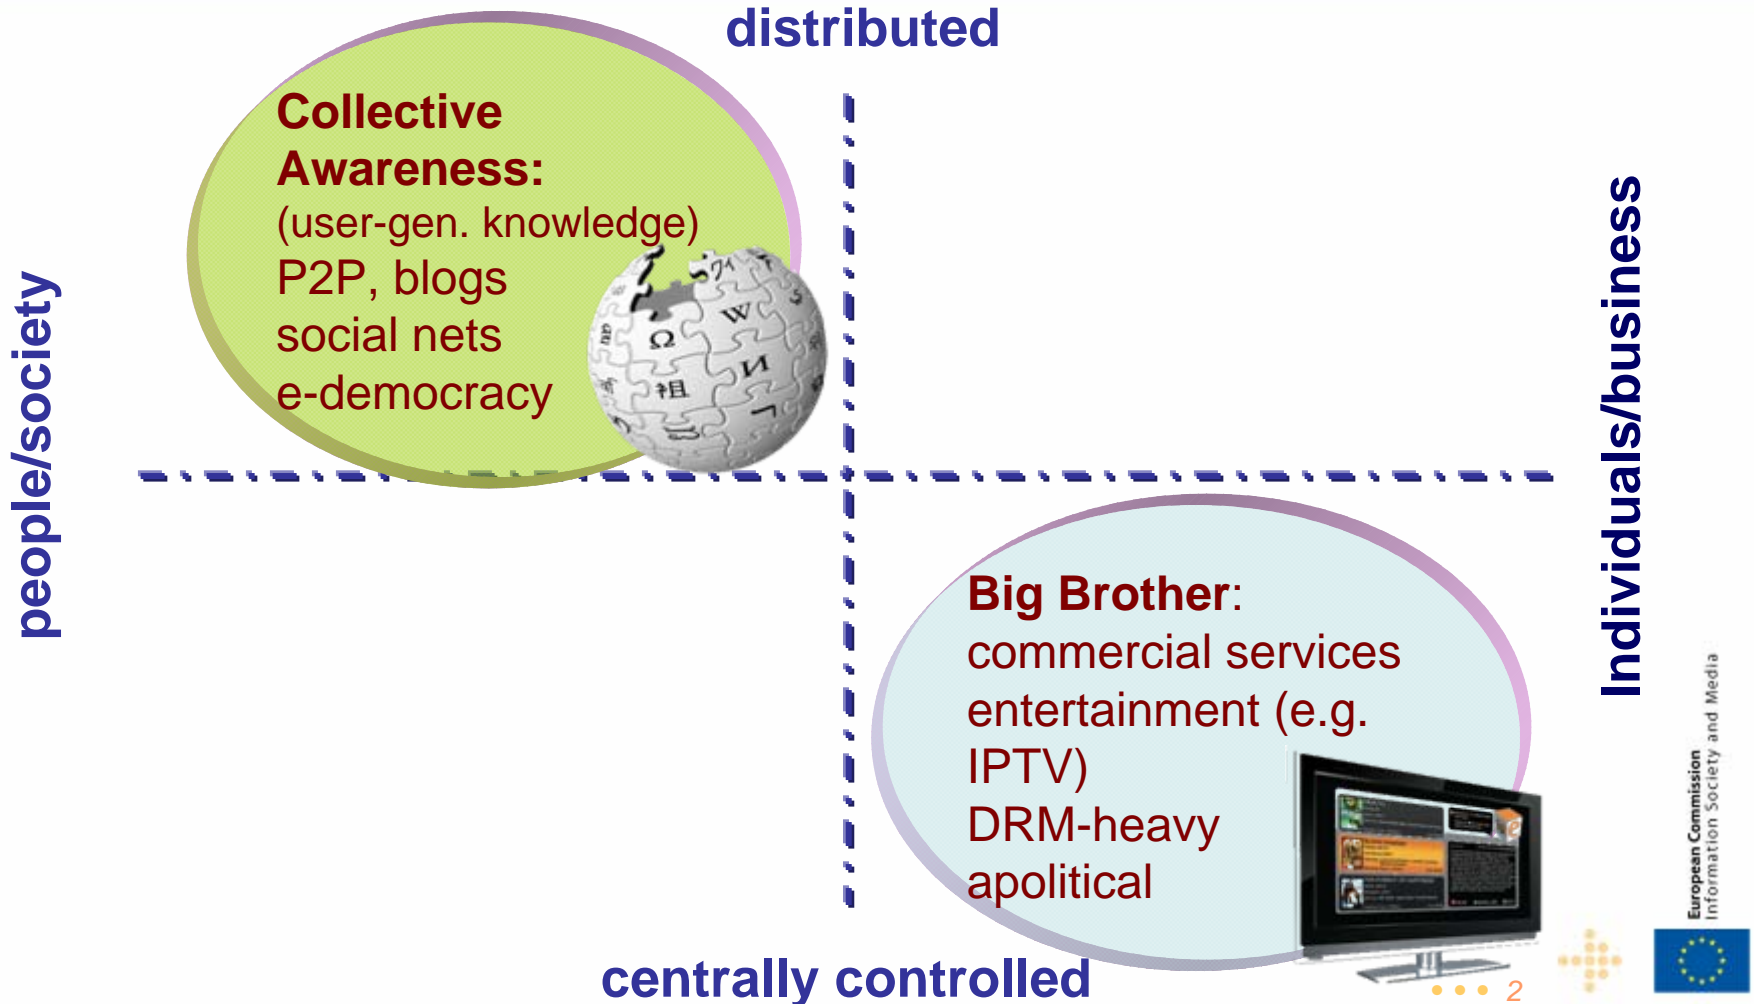 distributed
Collective
Awareness:
(user-gen. knowledge)
P2P, blogs
social nets
e-democracy
Ω
W
И
祖
people/society
Individuals/business
Big Brother:
commercial services
entertainment (e.g.
IPTV)
DRM-heavy
apolitical
centrally controlled
European Commission
Information Society and Media
2